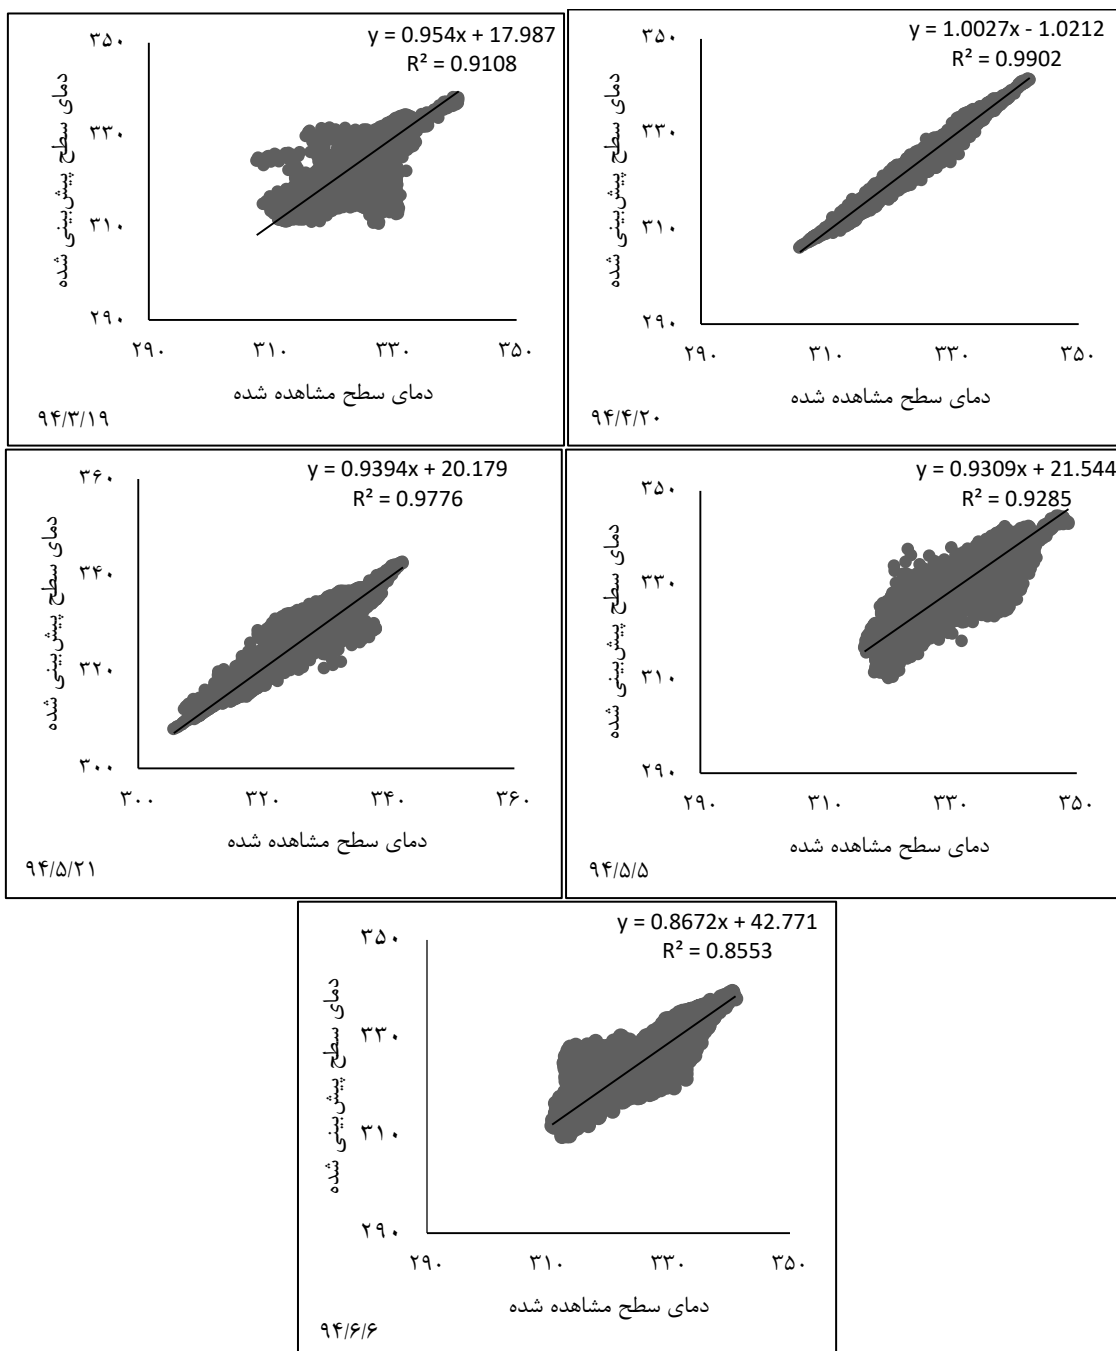 y = 0.954x + 17.987
R² = 0.9108
۳۵۰
۳۳۰
۳۱۰
۲۹۰
دمای سطح پیش‌بینی شده
۲۹۰ ۳۱۰ ۳۳۰ ۳۵۰
دمای سطح مشاهده شده
۹۴/۳/۱۹
y = 1.0027x - 1.0212
R² = 0.9902
۳۵۰
۳۳۰
۳۱۰
۲۹۰
دمای سطح پیش‌بینی شده
۲۹۰ ۳۱۰ ۳۳۰ ۳۵۰
دمای سطح مشاهده شده
۹۴/۴/۲۰
y = 0.9394x + 20.179
R² = 0.9776
۳۶۰
۳۴۰
۳۲۰
۳۰۰
دمای سطح پیش‌بینی شده
۳۰۰ ۳۲۰ ۳۴۰ ۳۶۰
دمای سطح مشاهده شده
۹۴/۵/۲۱
y = 0.9309x + 21.544
R² = 0.9285
۳۵۰
۳۳۰
۳۱۰
۲۹۰
دمای سطح پیش‌بینی شده
۲۹۰ ۳۱۰ ۳۳۰ ۳۵۰
دمای سطح مشاهده شده
۹۴/۵/۵
y = 0.8672x + 42.771
R² = 0.8553
۳۵۰
۳۳۰
۳۱۰
۲۹۰
دمای سطح پیش‌بینی شده
۲۹۰ ۳۱۰ ۳۳۰ ۳۵۰
دمای سطح مشاهده شده
۹۴/۶/۶